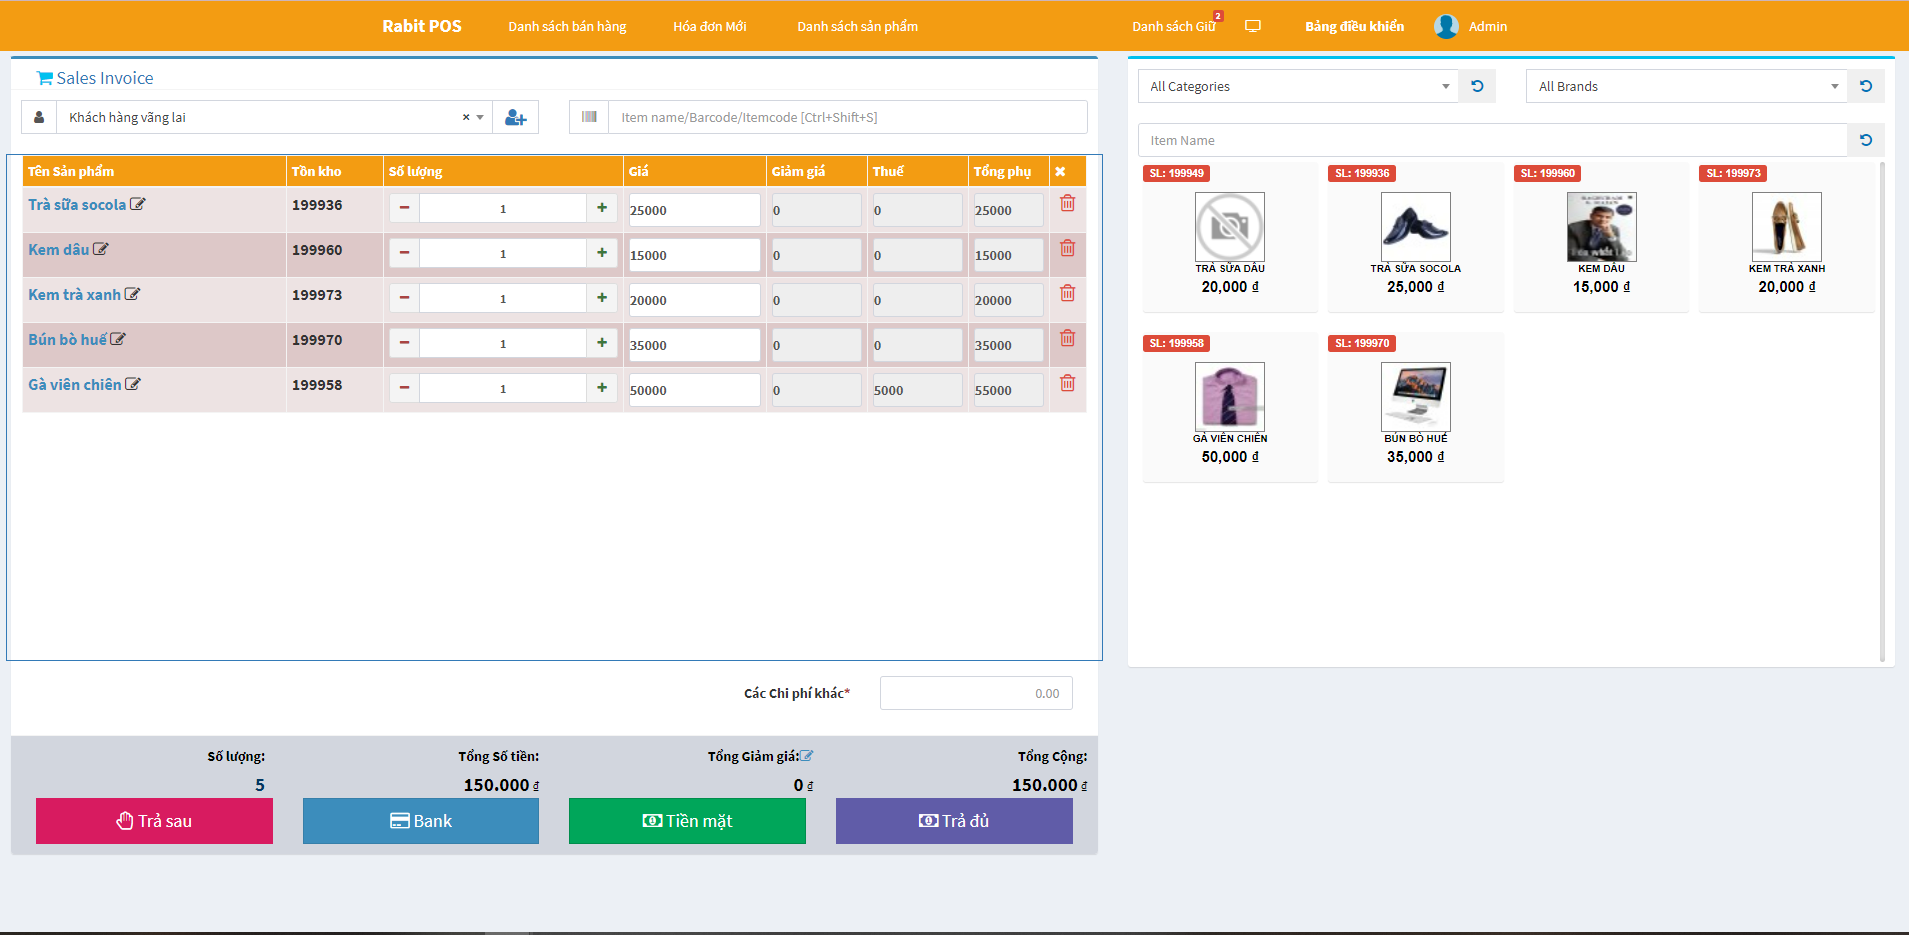 Rabit POS
Danh sách bán hàng
Hóa đơn Mới
Danh sách sản phẩm
Danh sách Giữ
2
Bảng điều khiển
Admin
Sales Invoice
Khách hàng vãng lai × 
Item name/Barcode/Itemcode [Ctrl+Shift+S]
Tên Sản phẩm Tồn kho Số lượng Giá Giảm giá Thuế Tổng phụ
Trà sữa socola 199936 − 1 + 25000 0 0 25000
Kem dâu 199960 − 1 + 15000 0 0 15000
Kem trà xanh 199973 − 1 + 20000 0 0 20000
Bún bò huế 199970 − 1 + 35000 0 0 35000
Gà viên chiên 199958 − 1 + 50000 0 5000 55000
Các Chi phí khác* 0.00
Số lượng: Tổng Số tiền: Tổng Giảm giá: Tổng Cộng:
5 150.000 ₫ 0 ₫ 150.000 ₫
Trả sau
Bank
Tiền mặt
Trả đủ
All Categories
All Brands
Item Name
SL: 199949
TRÀ SỮA DÂU
20,000 ₫
SL: 199936
TRÀ SỮA SOCOLA
25,000 ₫
SL: 199960
KEM DÂU
15,000 ₫
SL: 199973
KEM TRÀ XANH
20,000 ₫
SL: 199958
GÀ VIÊN CHIÊN
50,000 ₫
SL: 199970
BÚN BÒ HUẾ
35,000 ₫